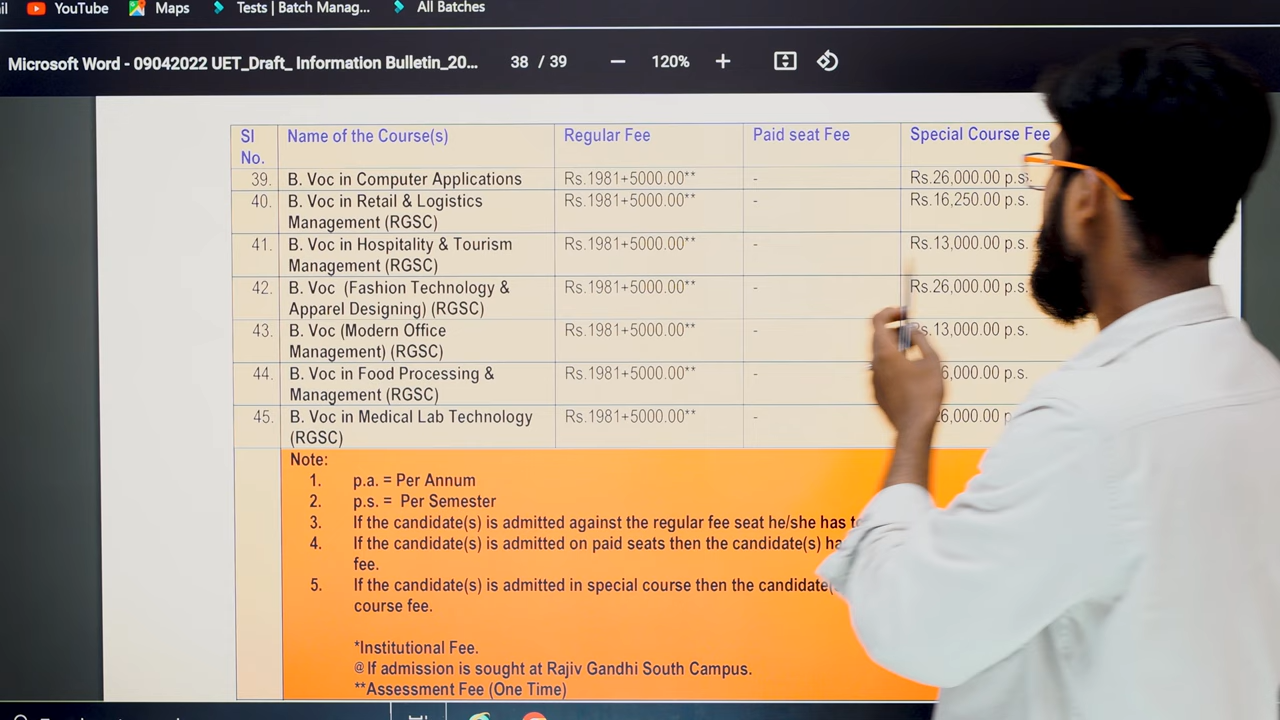 YouTube Maps Tests | Batch Manag... All Batches
Microsoft Word - 09042022 UET_Draft_ Information Bulletin_20... 38 / 39 — 120% +
Sl No. Name of the Course(s) Regular Fee Paid seat Fee Special Course Fee
39. B. Voc in Computer Applications Rs.1981+5000.00** - Rs.26,000.00 p.s.
40. B. Voc in Retail & Logistics Rs.1981+5000.00** - Rs.16,250.00 p.s.
Management (RGSC)
41. B. Voc in Hospitality & Tourism Rs.1981+5000.00** - Rs.13,000.00 p.s.
Management (RGSC)
42. B. Voc (Fashion Technology & Rs.1981+5000.00** - Rs.26,000.00 p.s.
Apparel Designing) (RGSC)
43. B. Voc (Modern Office Rs.1981+5000.00** - Rs.13,000.00 p.s.
Management) (RGSC)
44. B. Voc in Food Processing & Rs.1981+5000.00** - 6,000.00 p.s.
Management (RGSC)
45. B. Voc in Medical Lab Technology Rs.1981+5000.00** - 6,000.00 p.s.
(RGSC)
Note:
1. p.a. = Per Annum
2. p.s. = Per Semester
3. If the candidate(s) is admitted against the regular fee seat he/she has
4. If the candidate(s) is admitted on paid seats then the candidate(s)
fee.
5. If the candidate(s) is admitted in special course then the
course fee.
*Institutional Fee.
@ If admission is sought at Rajiv Gandhi South Campus.
**Assessment Fee (One Time)